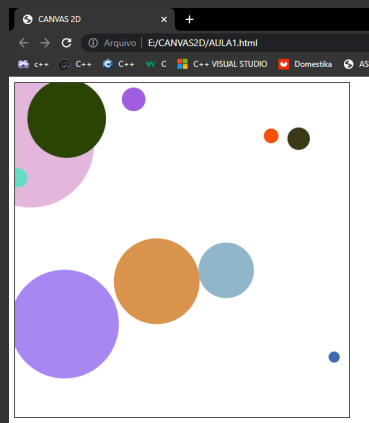 CANVAS 2D
Arquivo | E:/CANVAS2D/AULA1.html
c++ C++ C++ C C++ VISUAL STUDIO Domestika AS